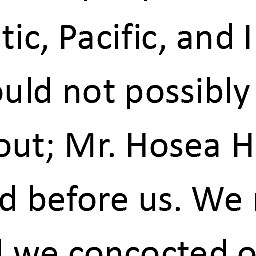 tic, Pacific, and I
ould not possibly
out; Mr. Hosea H
d before us. We
we concocted o